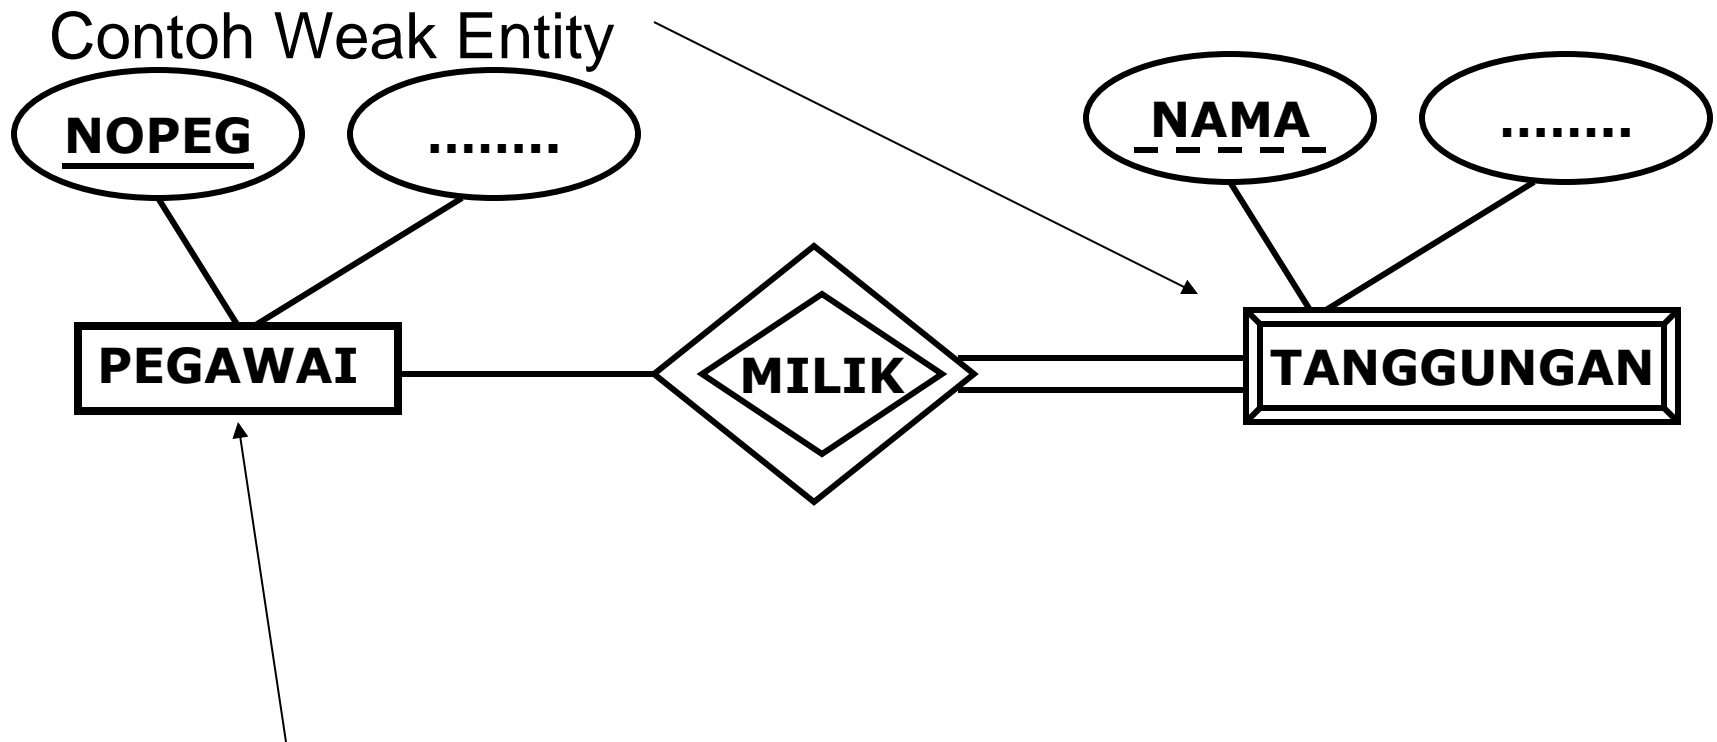 Contoh Weak Entity
NOPEG
........
NAMA
........
PEGAWAI
MILIK
TANGGUNGAN